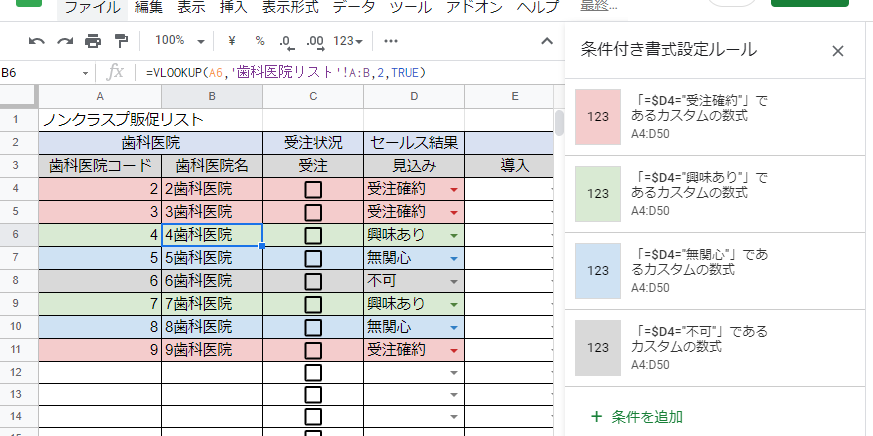 ファイル 編集 表示 挿入 表示形式 データ ツール アドオン ヘルプ 最終…
100% ¥ % .0 .00 123 …
B6 fx =VLOOKUP(A6,'歯科医院リスト'!A:B,2,TRUE)
A B C D E
1 ノンクラスプ販促リスト
2 歯科医院 受注状況 セールス結果
3 歯科医院コード 歯科医院名 受注 見込み 導入
4 2 2歯科医院 受注確約
5 3 3歯科医院 受注確約
6 4 4歯科医院 興味あり
7 5 5歯科医院 無関心
8 6 6歯科医院 不可
9 7 7歯科医院 興味あり
10 8 8歯科医院 無関心
11 9 9歯科医院 受注確約
12
13
14
条件付き書式設定ルール
123
「=$D4="受注確約"」で
あるカスタムの数式
A4:D50
123
「=$D4="興味あり"」で
あるカスタムの数式
A4:D50
123
「=$D4="無関心"」であ
るカスタムの数式
A4:D50
123
「=$D4="不可"」である
カスタムの数式
A4:D50
+ 条件を追加